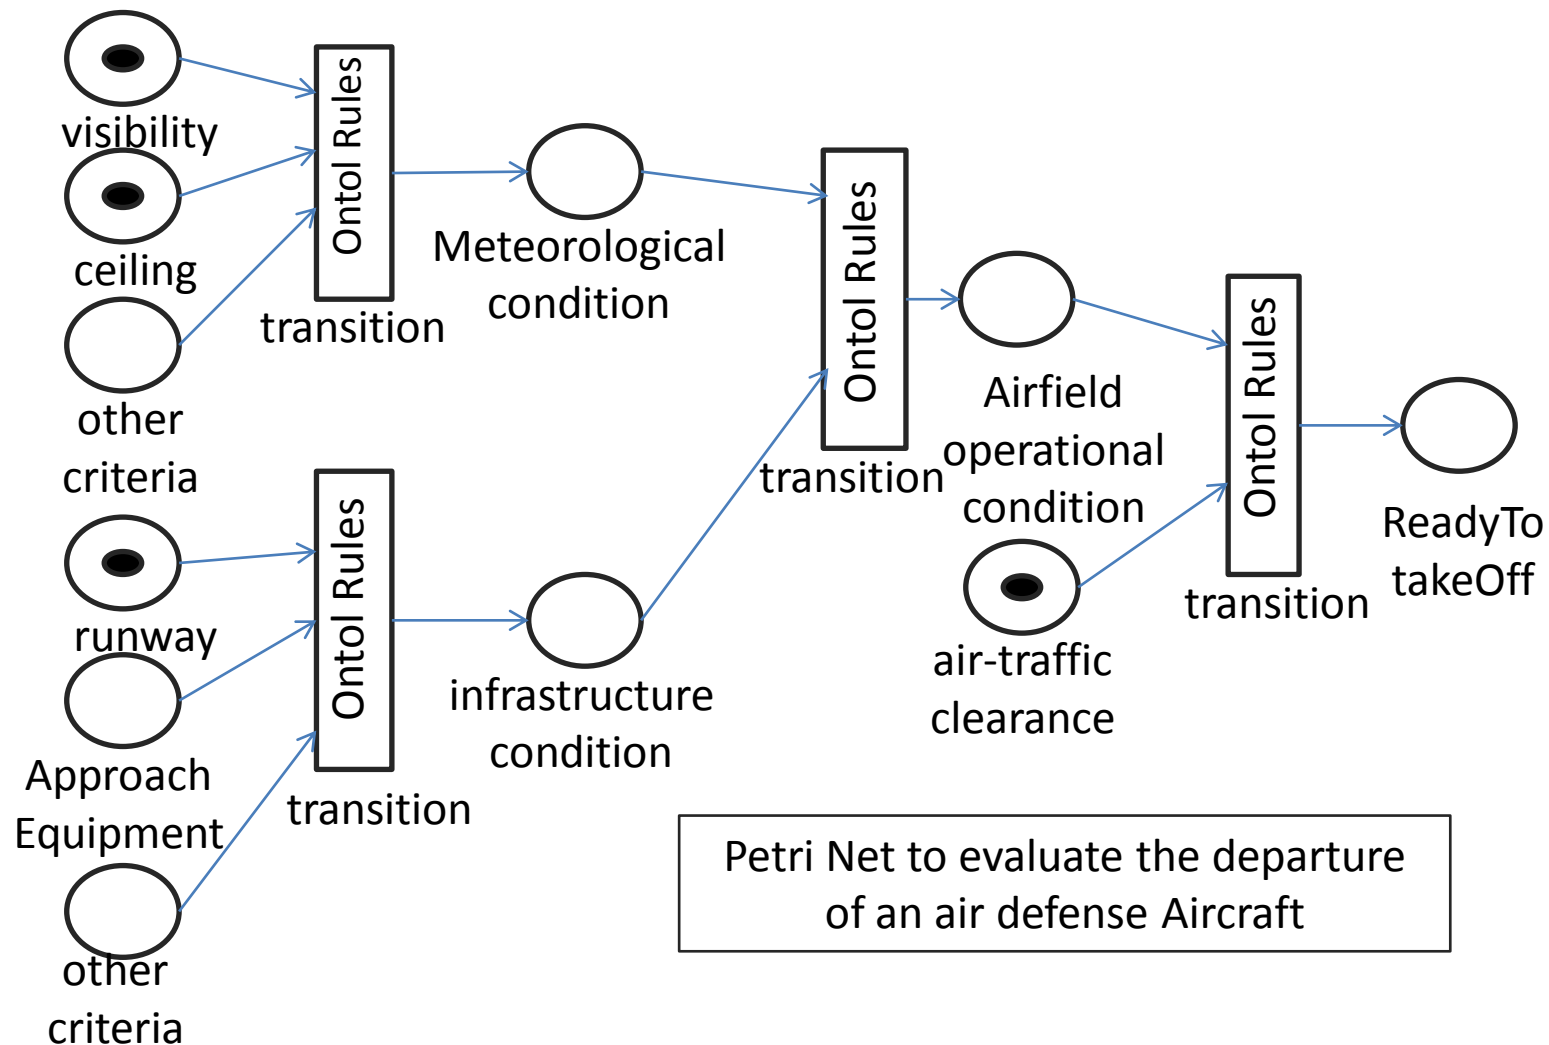 visibility
ceiling
other
criteria
Ontol Rules
transition
Meteorological
condition
runway
Approach
Equipment
other
criteria
Ontol Rules
transition
infrastructure
condition
Ontol Rules
transition
Airfield
operational
condition
air-traffic
clearance
Ontol Rules
transition
ReadyTo
takeOff
Petri Net to evaluate the departure
of an air defense Aircraft